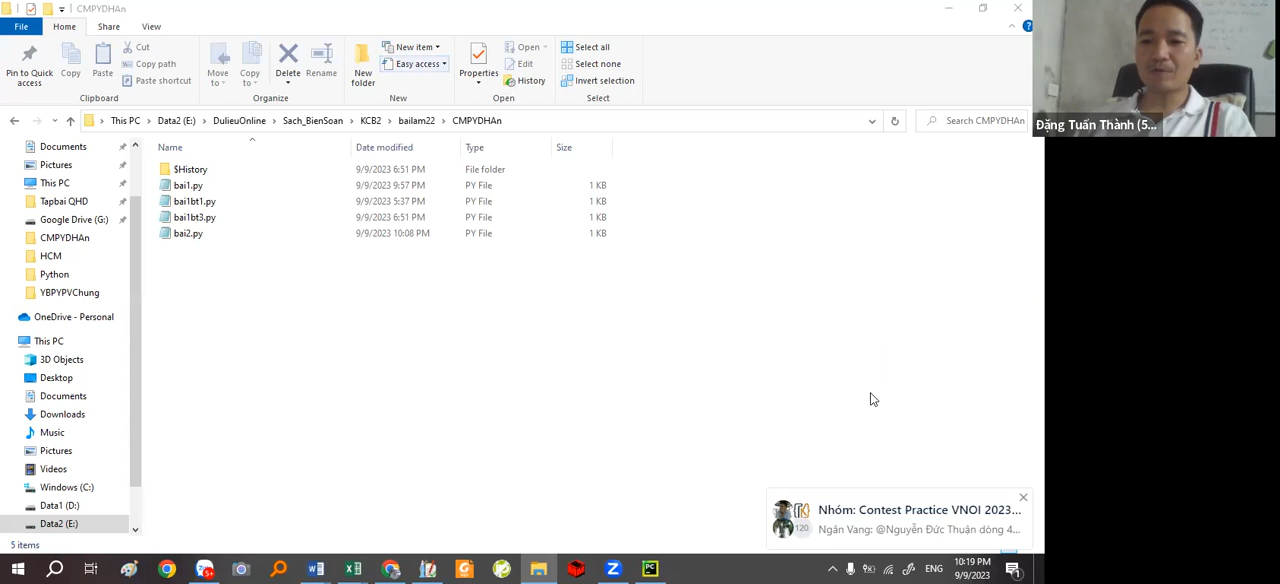 CMPYDHAn
File Home Share View
Pin to Quick access
Copy
Paste
Cut
Copy path
Paste shortcut
Clipboard
Move to
Copy to
Delete
Rename
Organize
New folder
New item
Easy access
New
Properties
Open
Edit
History
Open
Select all
Select none
Invert selection
Select
Đặng Tuấn Thành (5...
This PC Data2 (E:) DulieuOnline Sach_BienSoan KCB2 bailam22 CMPYDHAn
Search CMPYDHAn
Documents
Pictures
This PC
Tapbai QHD
Google Drive (G:)
CMPYDHAn
HCM
Python
YBPYPVChung
OneDrive - Personal
This PC
3D Objects
Desktop
Documents
Downloads
Music
Pictures
Videos
Windows (C:)
Data1 (D:)
Data2 (E:)
Name Date modified Type Size
$History 9/9/2023 6:51 PM File folder
bai1.py 9/9/2023 9:57 PM PY File 1 KB
bai1bt1.py 9/9/2023 5:37 PM PY File 1 KB
bai1bt3.py 9/9/2023 6:51 PM PY File 1 KB
bai2.py 9/9/2023 10:08 PM PY File 1 KB
120
Nhóm: Contest Practice VNOI 2023...
Ngân Vang: @Nguyễn Đức Thuận dòng 4...
5 items
5+
ENG
10:19 PM
9/9/2023
1